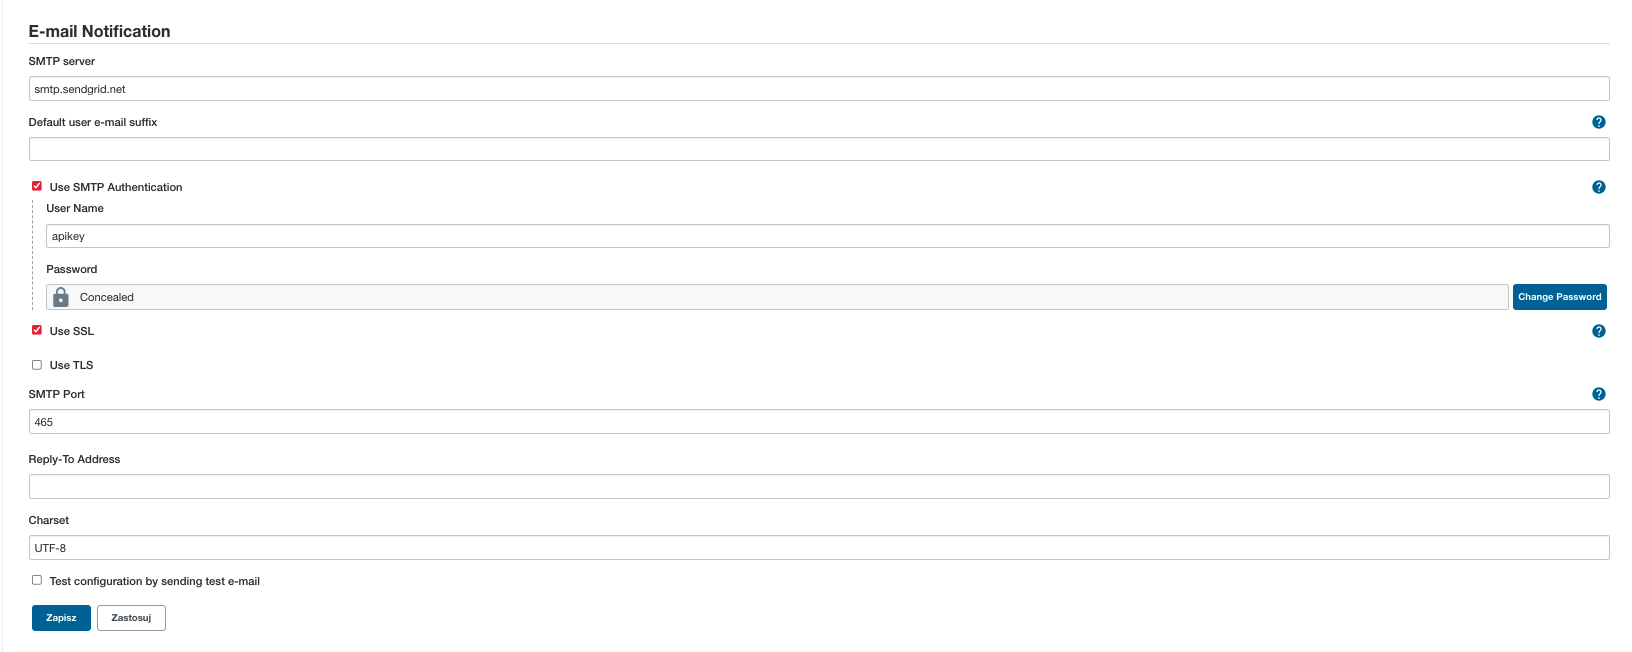 E-mail Notification
SMTP server
smtp.sendgrid.net
Default user e-mail suffix
?
Use SMTP Authentication
?
User Name
apikey
Password
Concealed
Change Password
Use SSL
?
Use TLS
SMTP Port
?
465
Reply-To Address
Charset
UTF-8
Test configuration by sending test e-mail
Zapisz
Zastosuj